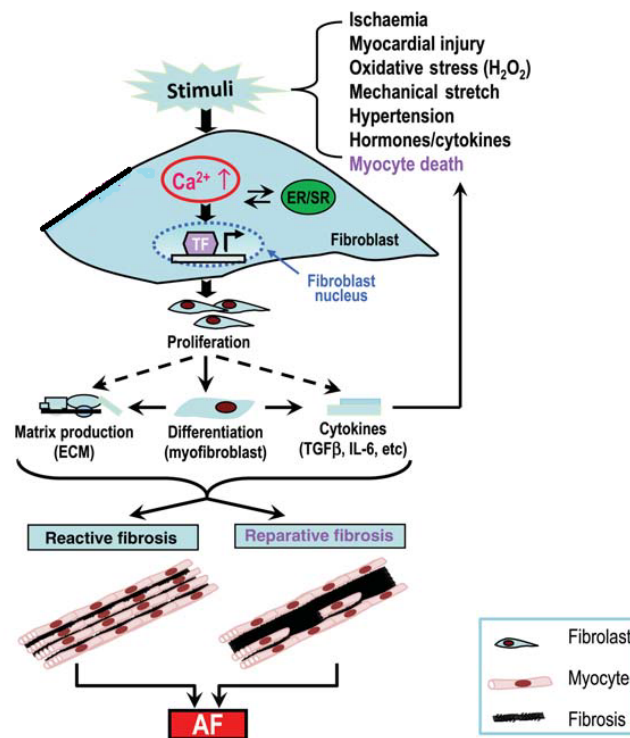 Ischaemia
Myocardial injury
Oxidative stress (H₂O₂)
Mechanical stretch
Hypertension
Hormones/cytokines
Myocyte death
Stimuli
Ca²⁺ ↑
ER/SR
TF
Fibroblast
Fibroblast
nucleus
Proliferation
Matrix production
(ECM)
Differentiation
(myofibroblast)
Cytokines
(TGFβ, IL-6, etc)
Reactive fibrosis
Reparative fibrosis
AF
Fibrolast
Myocyte
Fibrosis